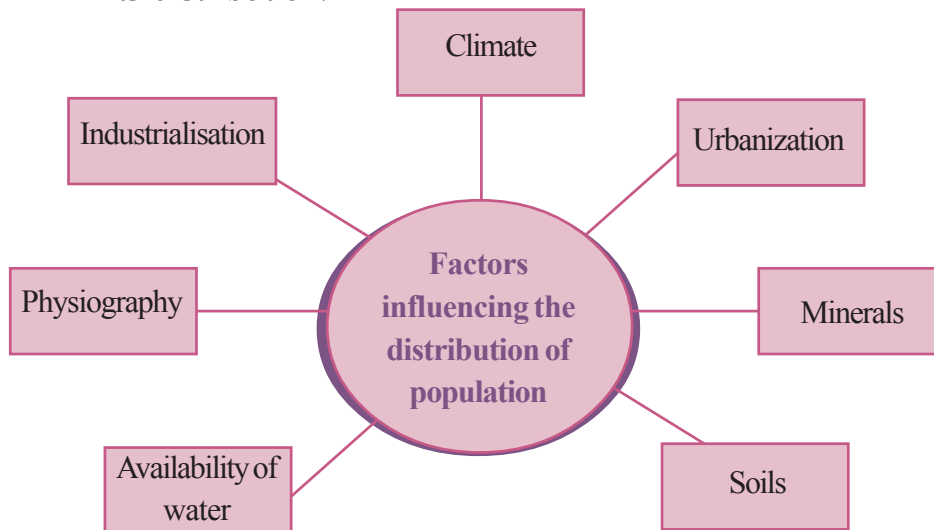 Climate
Industrialisation
Urbanization
Factors
influencing the
distribution of
population
Physiography
Minerals
Availability of
water
Soils